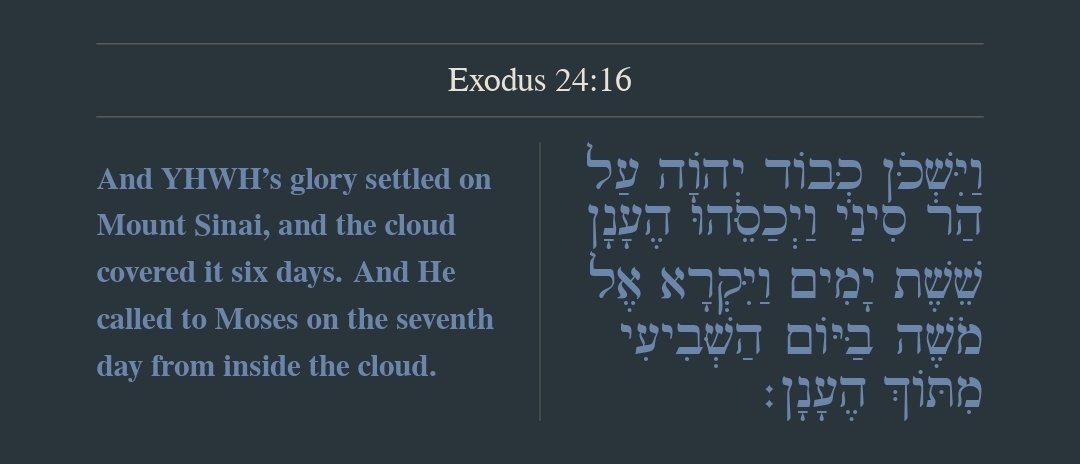 Exodus 24:16
And YHWH’s glory settled on
Mount Sinai, and the cloud
covered it six days. And He
called to Moses on the seventh
day from inside the cloud.
וַיִּשְׁכֹּן כְּבוֹד יְהוָֹה עַל
הַר סִינַי וַיְכַסֵּהוּ הֶעָנָן
שֵׁשֶׁת יָמִים וַיִּקְרָא אֶל
מֹשֶׁה בַּיּוֹם הַשְּׁבִיעִי
מִתּוֹךְ הֶעָנָן׃